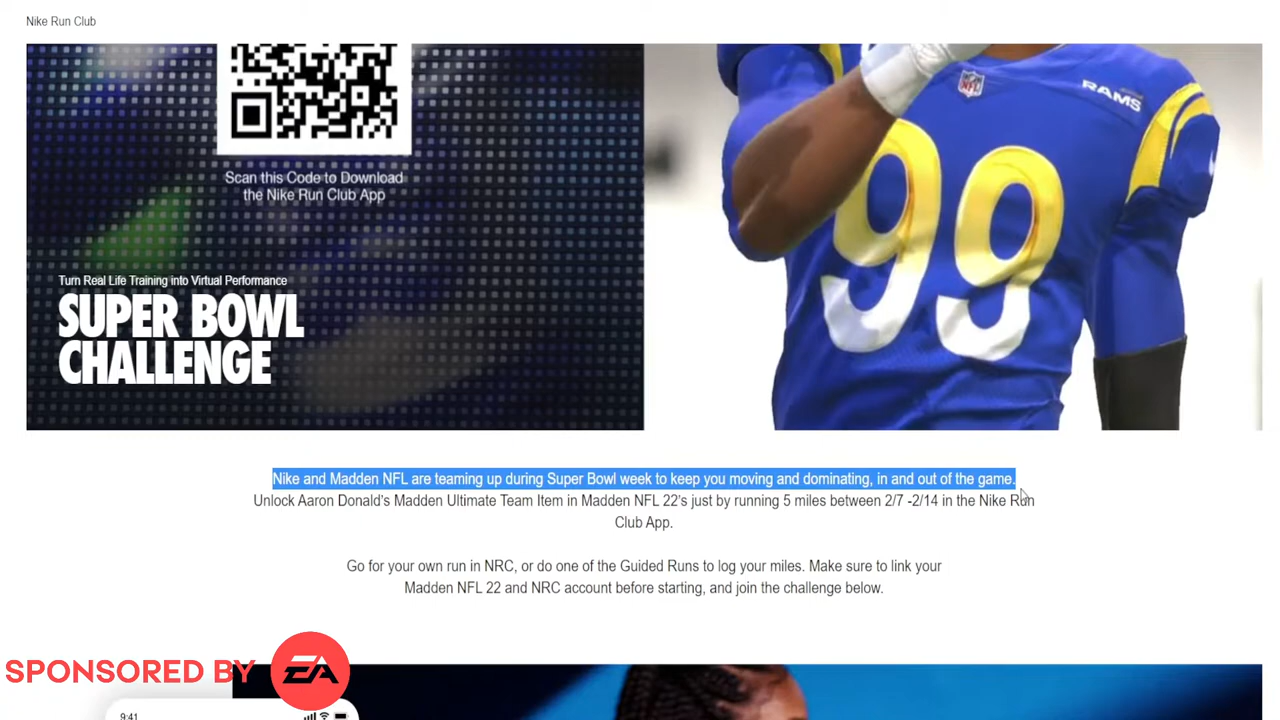 Nike Run Club
Scan this Code to Download
the Nike Run Club App
Turn Real Life Training into Virtual Performance
SUPER BOWL
CHALLENGE
NFL
RAMS
99
Nike and Madden NFL are teaming up during Super Bowl week to keep you moving and dominating, in and out of the game.
Unlock Aaron Donald's Madden Ultimate Team Item in Madden NFL 22's just by running 5 miles between 2/7 -2/14 in the Nike Run
Club App.
Go for your own run in NRC, or do one of the Guided Runs to log your miles. Make sure to link your
Madden NFL 22 and NRC account before starting, and join the challenge below.
SPONSORED BY EA
9:41